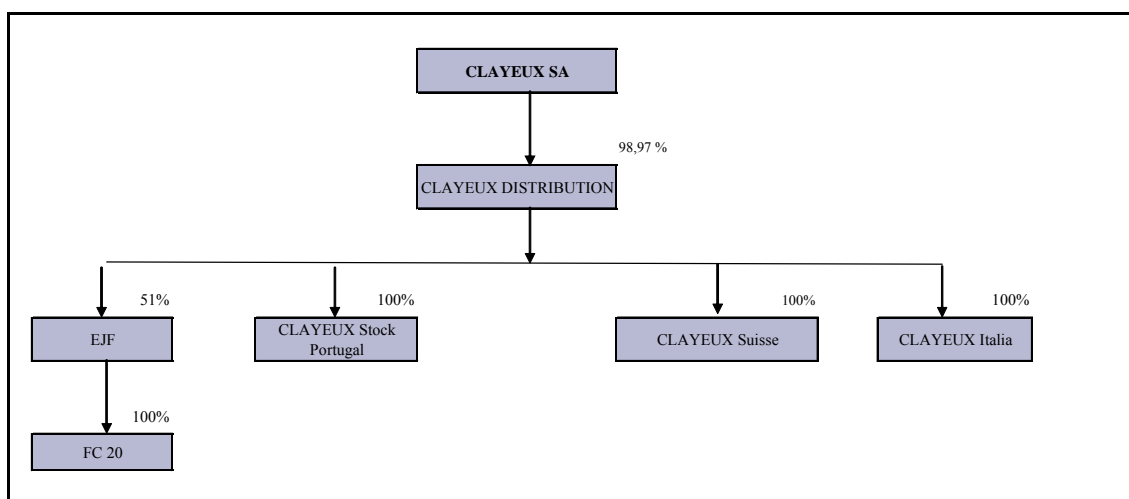 CLAYEUX SA
98,97 %
CLAYEUX DISTRIBUTION
51%
100%
100%
100%
EJF
CLAYEUX Stock
Portugal
CLAYEUX Suisse
CLAYEUX Italia
100%
FC 20